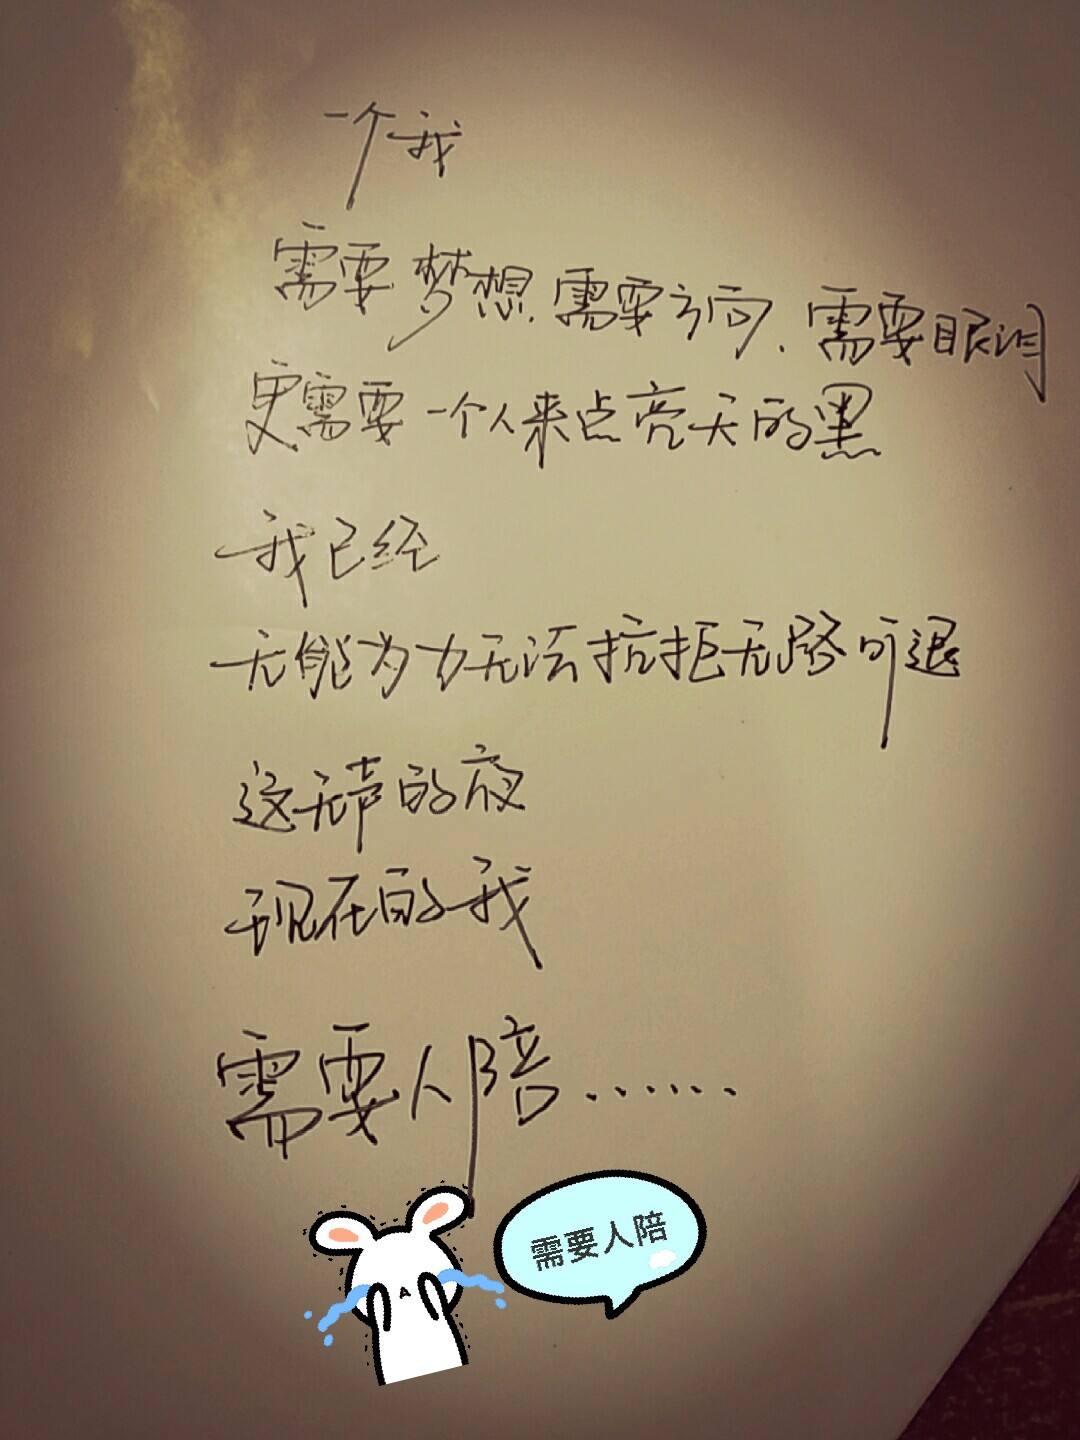 一个我
需要梦想.需要方向.需要眼泪
更需要一个人来点亮天的黑
我已经
无能为力无法抗拒无路可退
这无声的夜
现在的我
需要人陪......
需要人陪